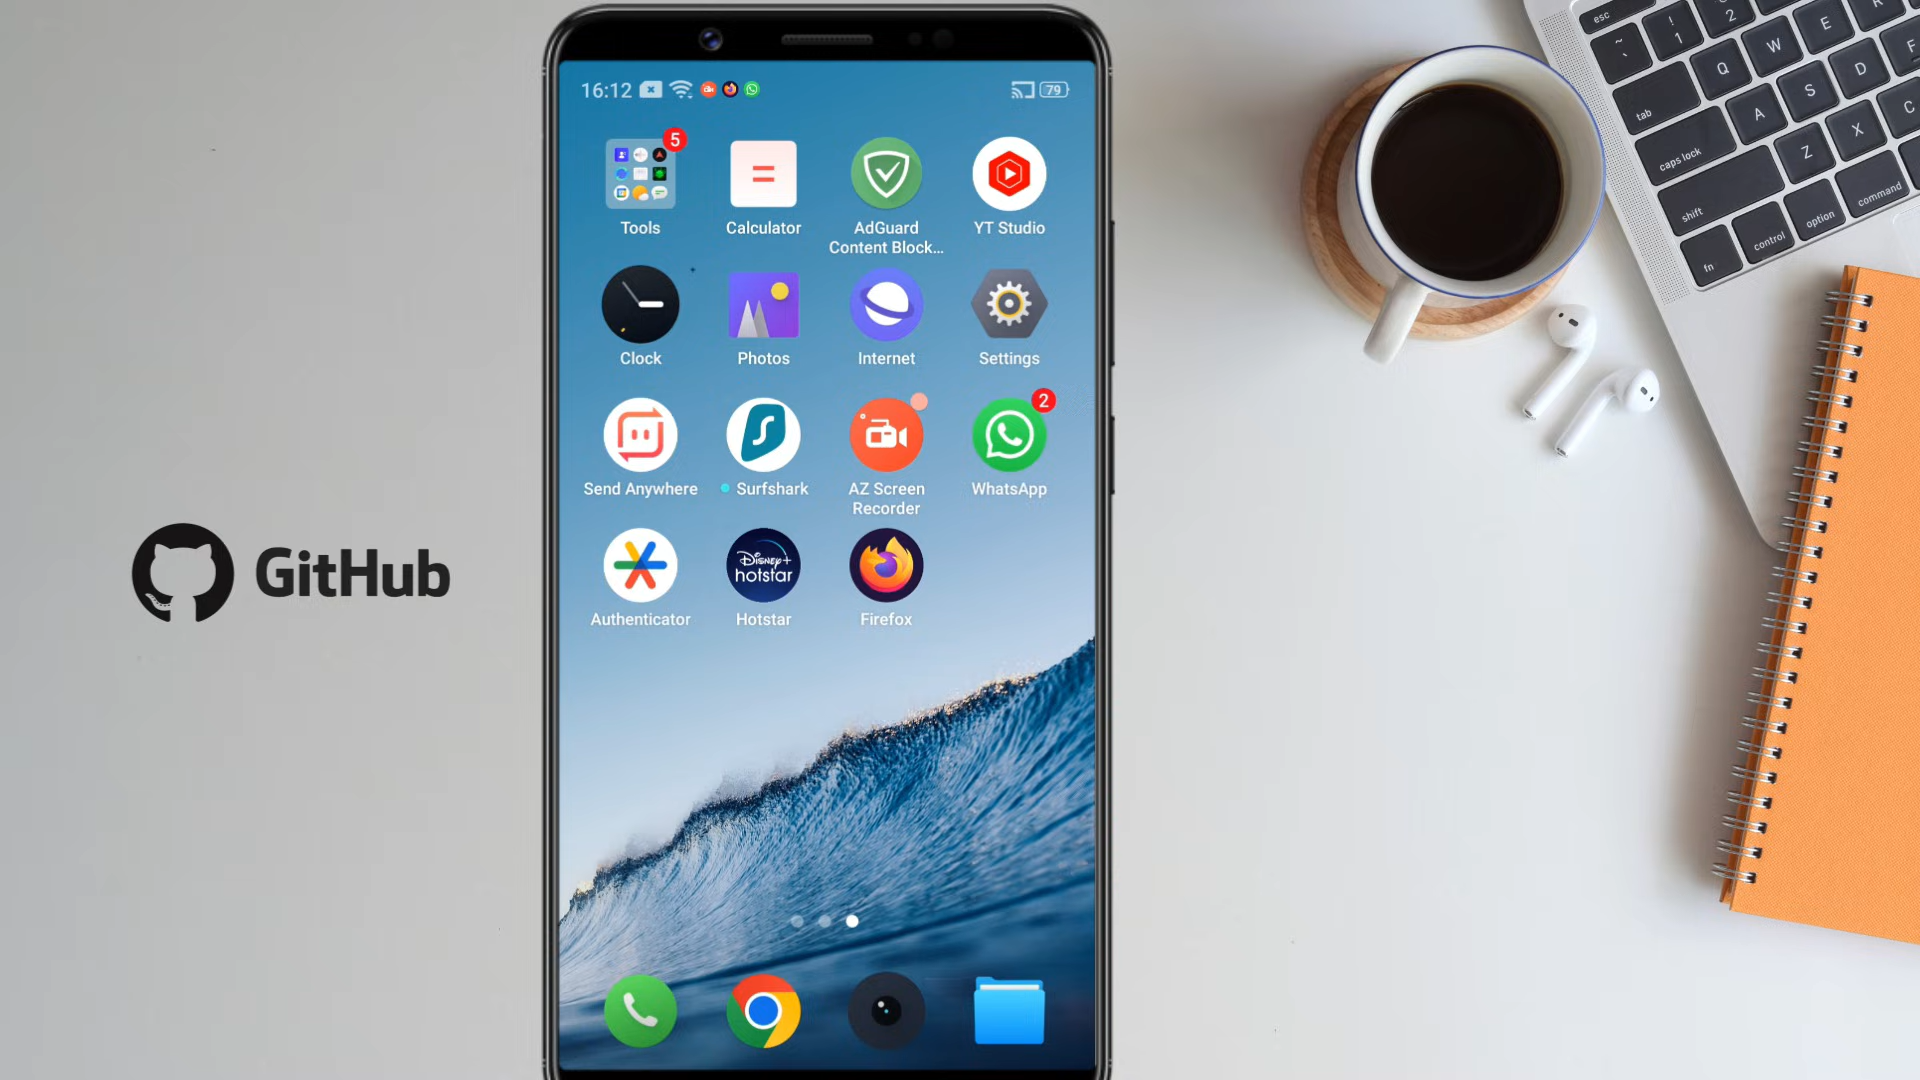 16:12
79
5
Tools
Calculator
AdGuard
Content Block...
YT Studio
Clock
Photos
Internet
Settings
2
Send Anywhere
Surfshark
AZ Screen
Recorder
WhatsApp
Disney+
hotstar
Authenticator
Hotstar
Firefox
GitHub
esc
! 1
2
~ `
Q
W
E
R
tab
A
S
D
F
caps lock
Z
X
C
shift
fn
control
option
command